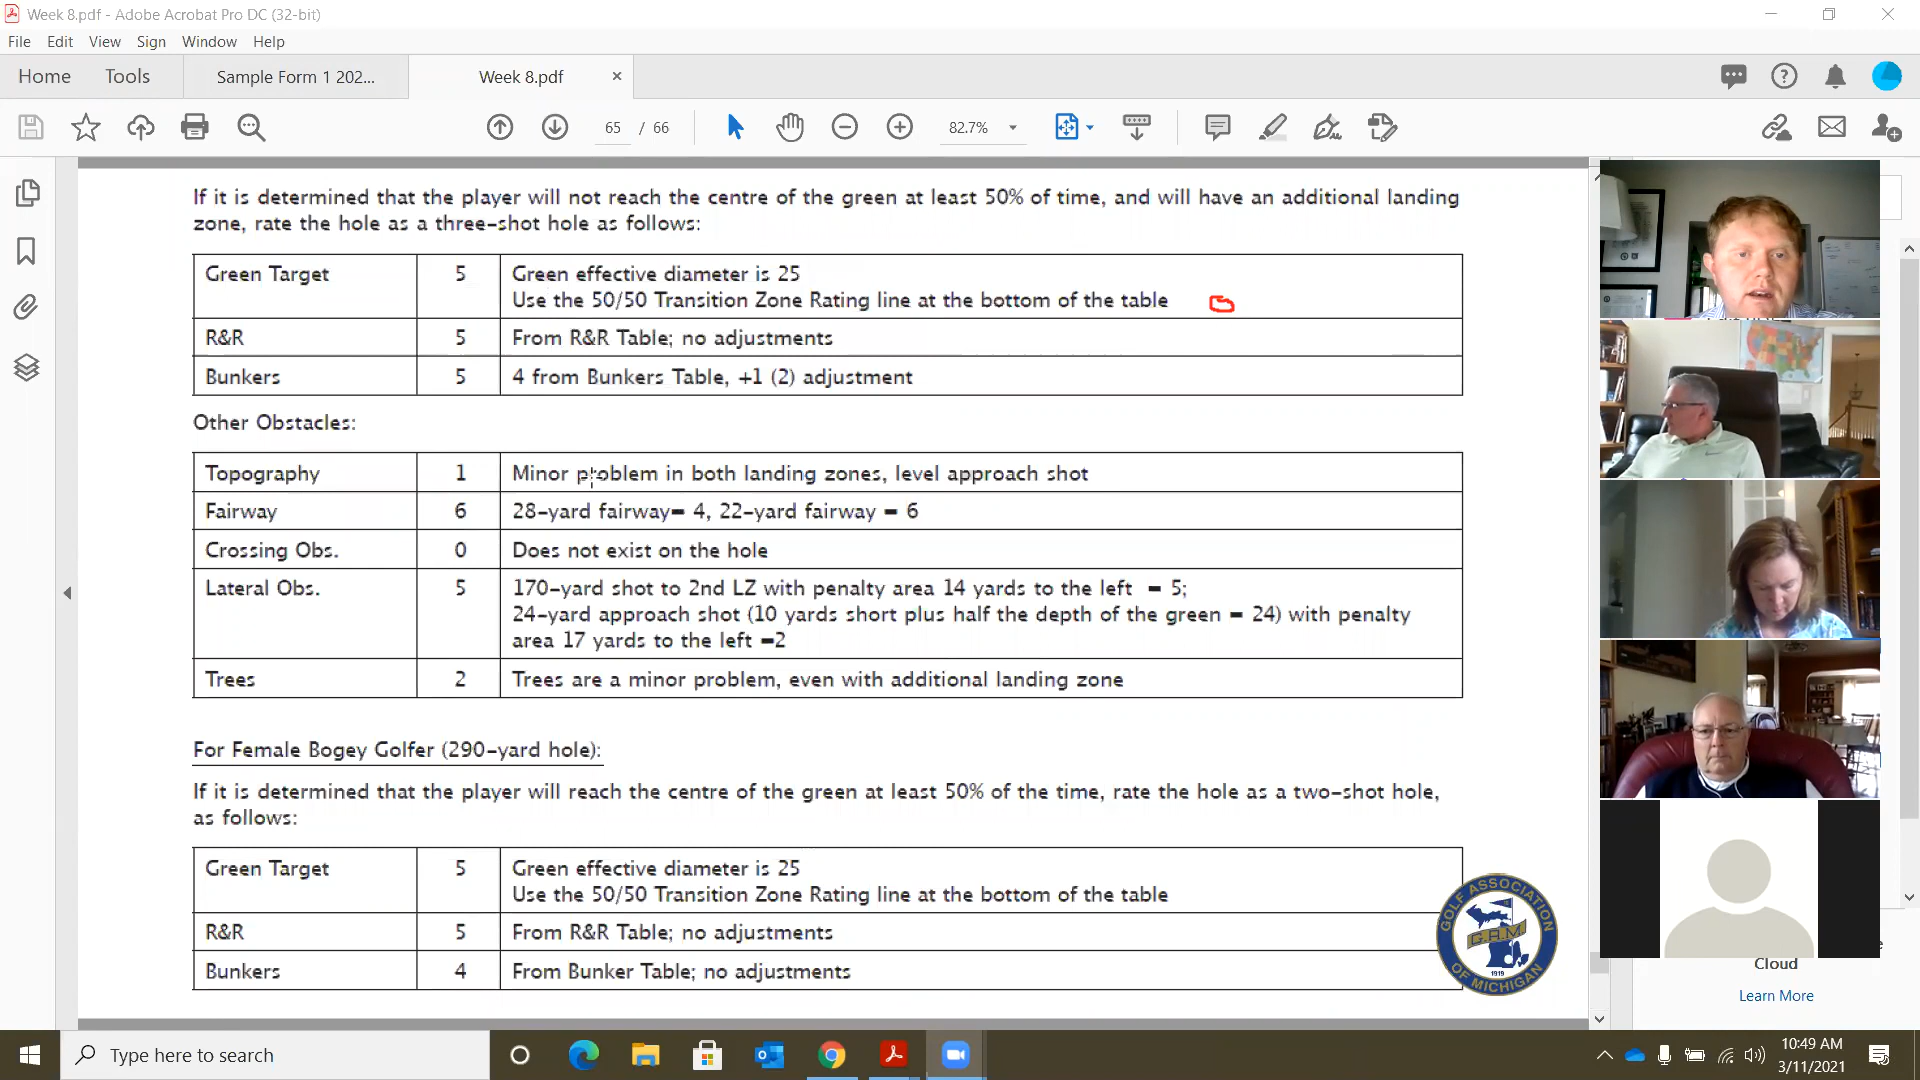 Week 8.pdf - Adobe Acrobat Pro DC (32-bit)
File Edit View Sign Window Help
Home Tools Sample Form 1 202... Week 8.pdf
65 / 66 82.7%
If it is determined that the player will not reach the centre of the green at least 50% of time, and will have an additional landing
zone, rate the hole as a three-shot hole as follows:
Green Target 5 Green effective diameter is 25
Use the 50/50 Transition Zone Rating line at the bottom of the table
R&R 5 From R&R Table; no adjustments
Bunkers 5 4 from Bunkers Table, +1 (2) adjustment
Other Obstacles:
Topography 1 Minor problem in both landing zones, level approach shot
Fairway 6 28-yard fairway= 4, 22-yard fairway = 6
Crossing Obs. 0 Does not exist on the hole
Lateral Obs. 5 170-yard shot to 2nd LZ with penalty area 14 yards to the left = 5;
24-yard approach shot (10 yards short plus half the depth of the green = 24) with penalty
area 17 yards to the left =2
Trees 2 Trees are a minor problem, even with additional landing zone
For Female Bogey Golfer (290-yard hole):
If it is determined that the player will reach the centre of the green at least 50% of the time, rate the hole as a two-shot hole,
as follows:
Green Target 5 Green effective diameter is 25
Use the 50/50 Transition Zone Rating line at the bottom of the table
R&R 5 From R&R Table; no adjustments
Bunkers 4 From Bunker Table; no adjustments
GOLF ASSOCIATION
G.A.M.
1919
OF MICHIGAN
Cloud
Learn More
Type here to search
10:49 AM
3/11/2021